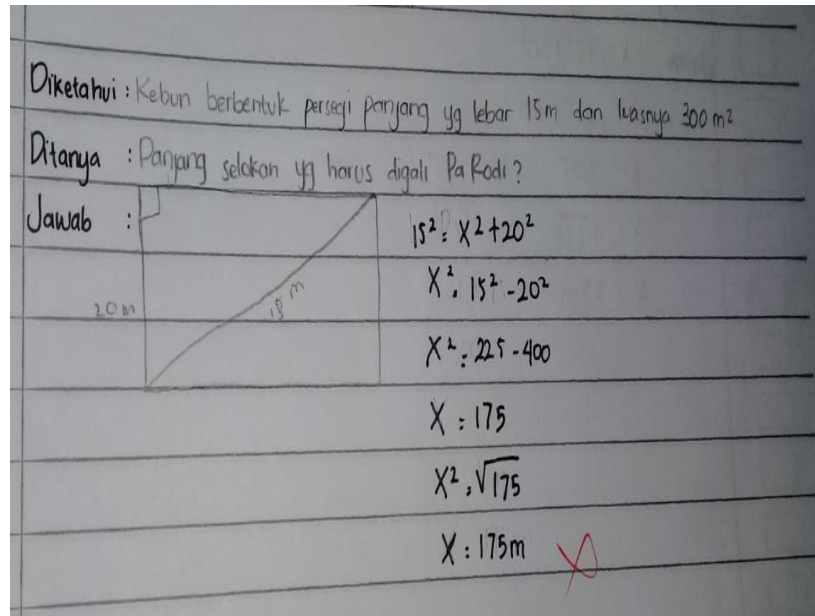 Diketahui : Kebun berbentuk persegi panjang yg lebar 15m dan luasnya 300 m²
Ditanya : Panjang selokan yg harus digali Pa Rodi?
Jawab :
20 m
15 m
15² = X² + 20²
X² = 15² - 20²
X² = 225 - 400
X = 175
X² = √175
X = 175m